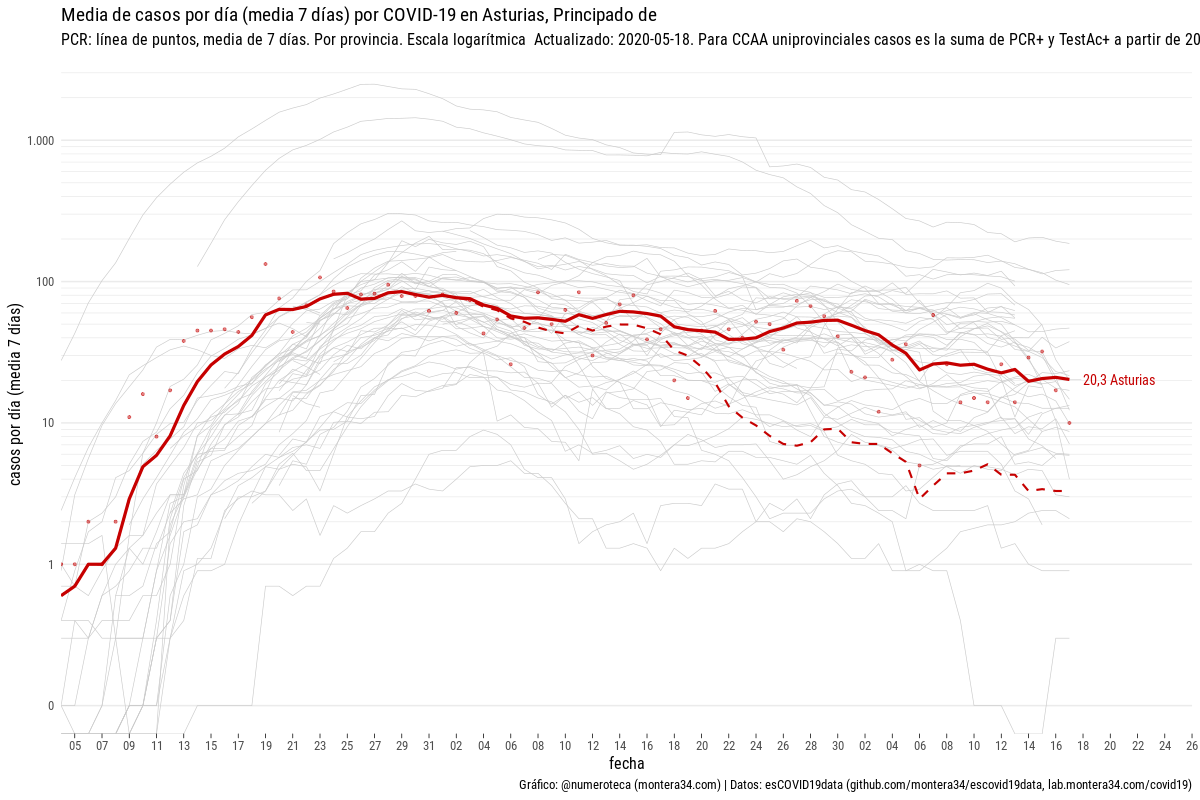 Media de casos por día (media 7 días) por COVID-19 en Asturias, Principado de
PCR: línea de puntos, media de 7 días. Por provincia. Escala logarítmica  Actualizado: 2020-05-18. Para CCAA uniprovinciales casos es la suma de PCR+ y TestAc+ a partir de 20
casos por día (media 7 días)
1.000
100
10
1
0
20,3 Asturias
05 07 09 11 13 15 17 19 21 23 25 27 29 31 02 04 06 08 10 12 14 16 18 20 22 24 26 28 30 02 04 06 08 10 12 14 16 18 20 22 24 26
fecha
Gráfico: @numeroteca (montera34.com) | Datos: esCOVID19data (github.com/montera34/escovid19data, lab.montera34.com/covid19)